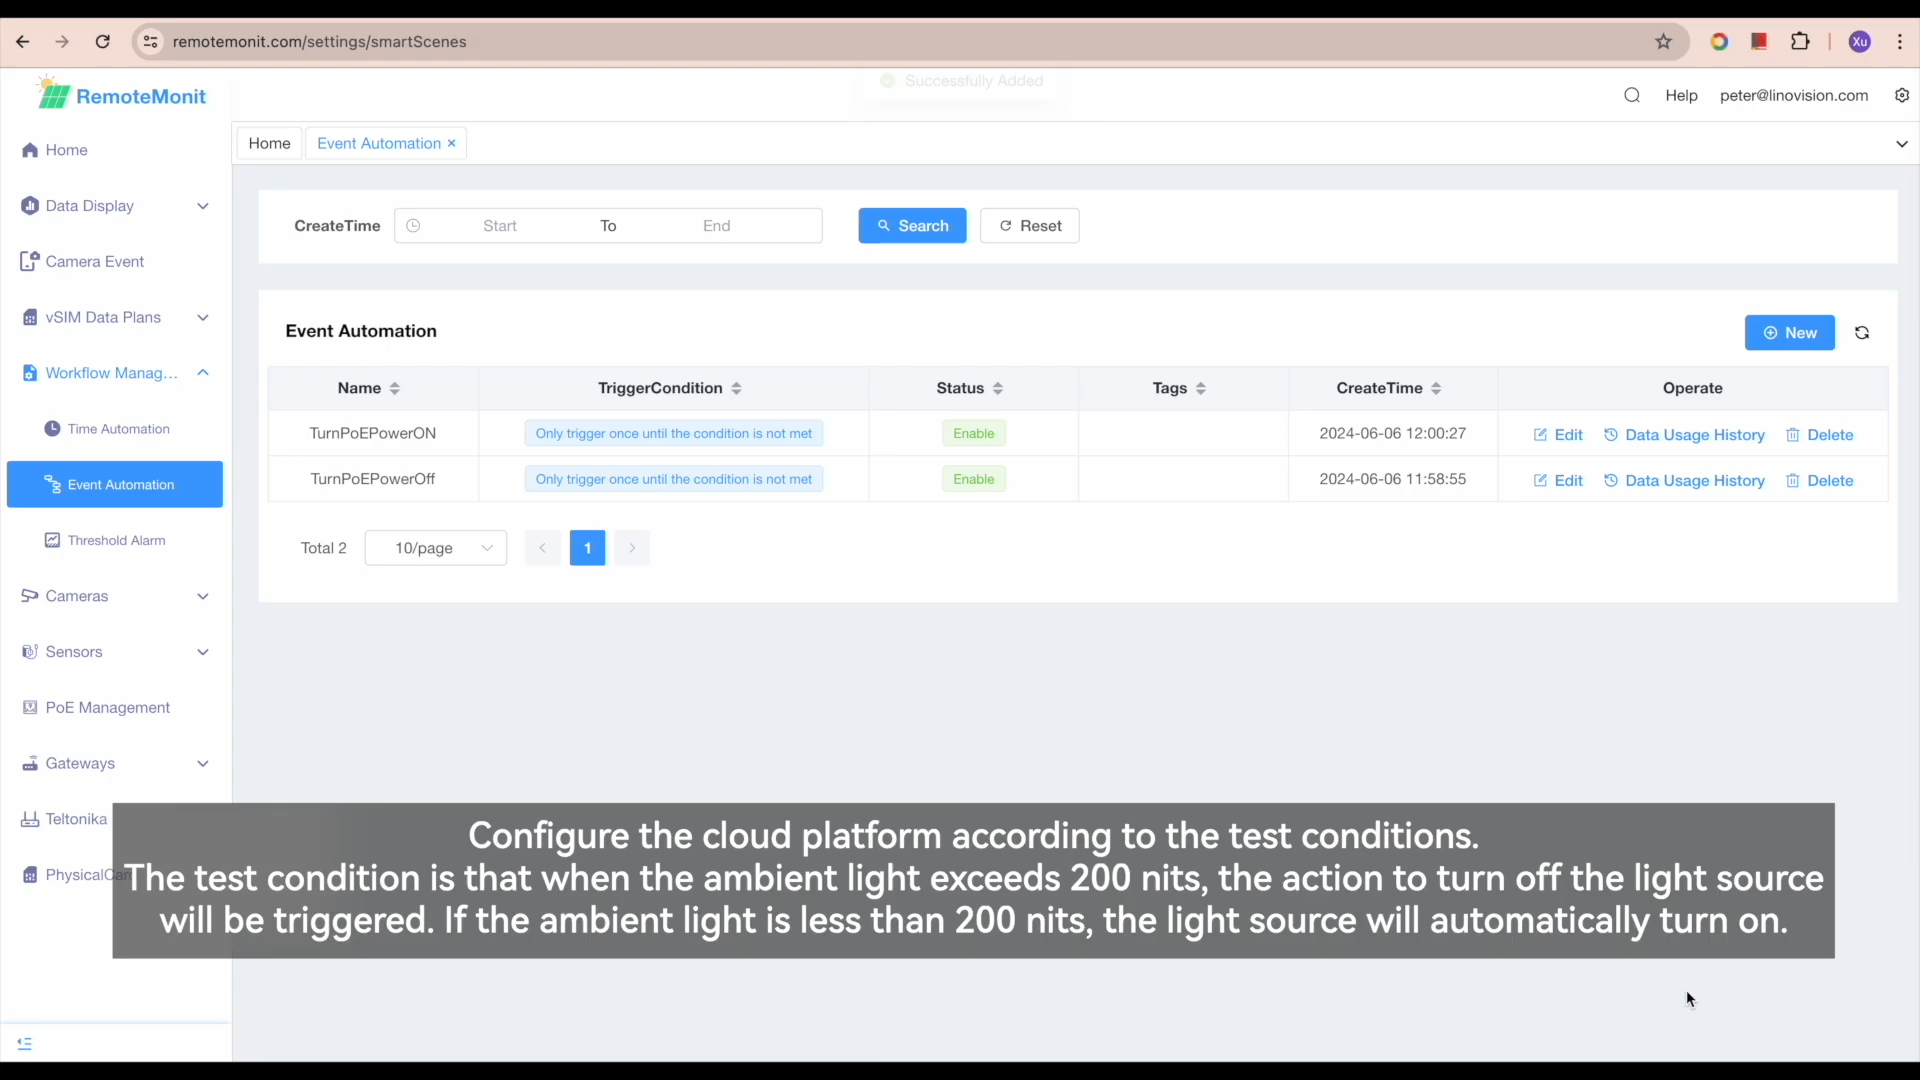 remotemonit.com/settings/smartScenes
Xu
RemoteMonit
Successfully Added
Help
peter@linovision.com
Home
Data Display
Camera Event
vSIM Data Plans
Workflow Manag...
Time Automation
Event Automation
Threshold Alarm
Cameras
Sensors
PoE Management
Gateways
Teltonika
PhysicalCar
Home
Event Automation
CreateTime
Start
To
End
Search
Reset
Event Automation
New
Name
TriggerCondition
Status
Tags
CreateTime
Operate
TurnPoEPowerON
Only trigger once until the condition is not met
Enable
2024-06-06 12:00:27
Edit
Data Usage History
Delete
TurnPoEPowerOff
Only trigger once until the condition is not met
Enable
2024-06-06 11:58:55
Edit
Data Usage History
Delete
Total 2
10/page
1
Configure the cloud platform according to the test conditions.
The test condition is that when the ambient light exceeds 200 nits, the action to turn off the light source
will be triggered. If the ambient light is less than 200 nits, the light source will automatically turn on.